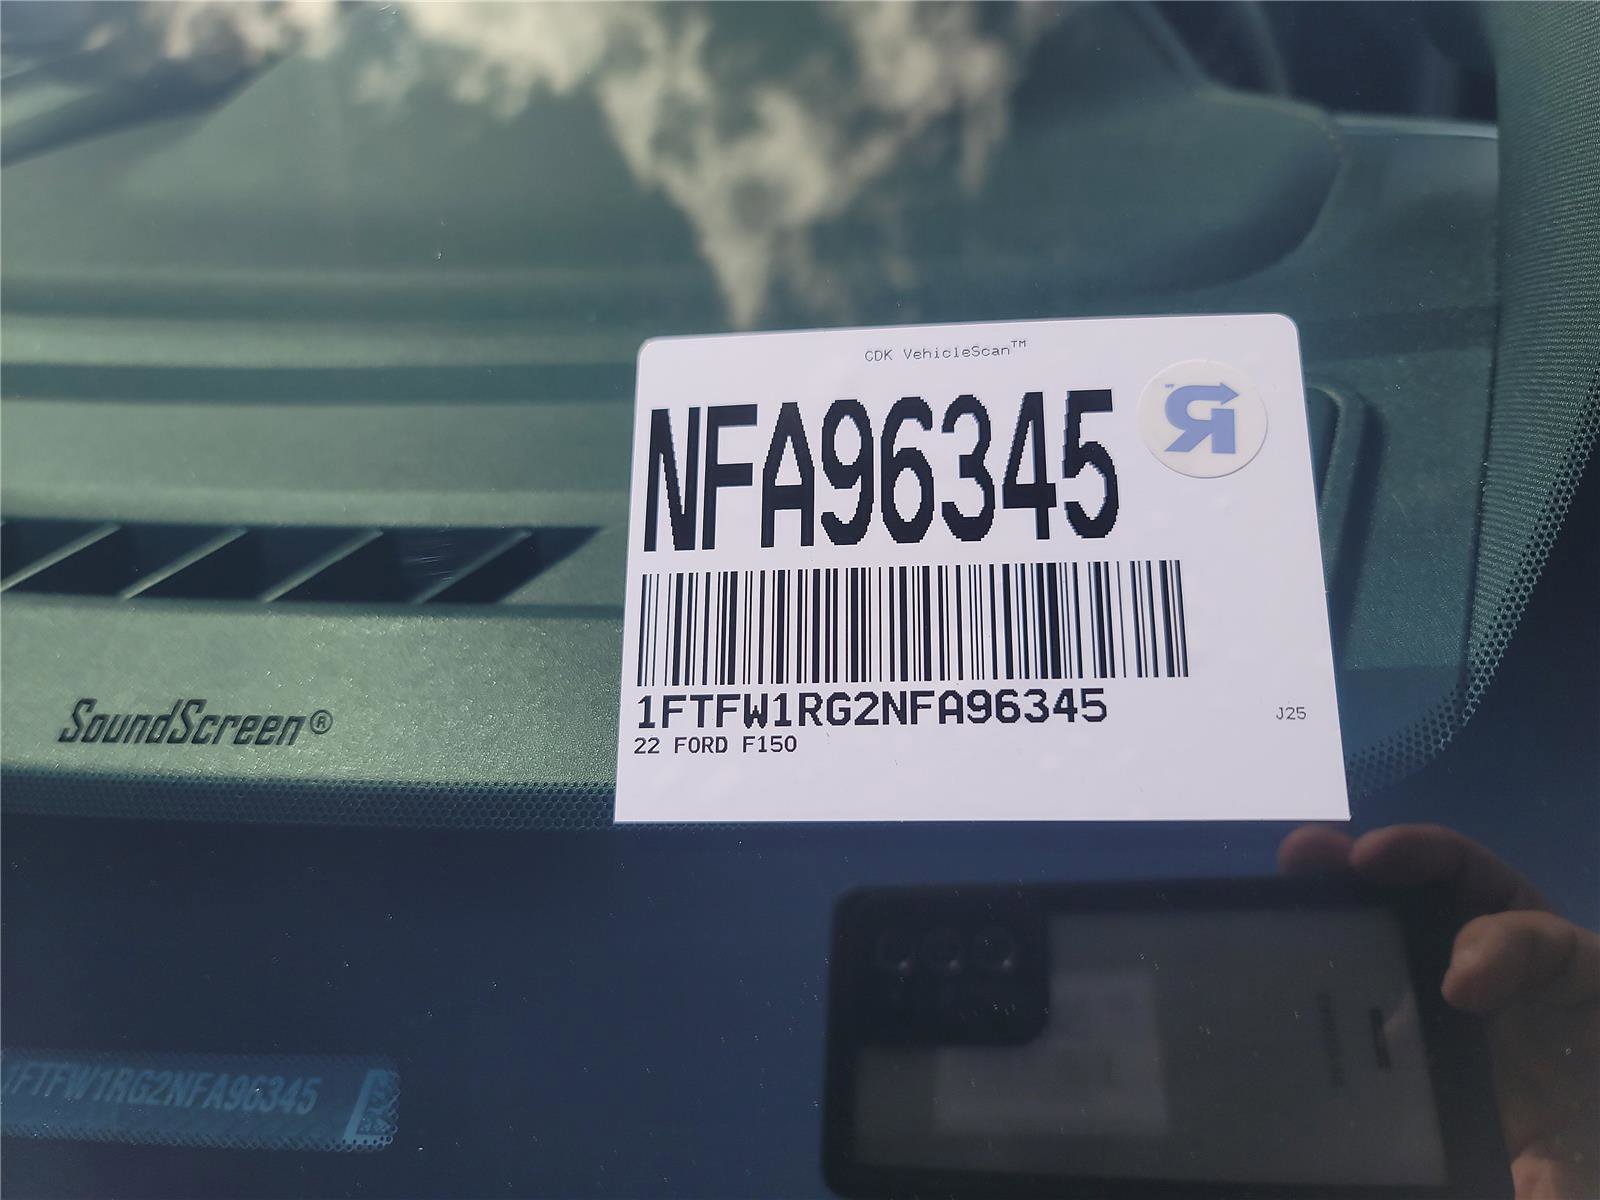 CDK VehicleScan™
NFA96345
1FTFW1RG2NFA96345
22 FORD F150
J25
SoundScreen®
1FTFW1RG2NFA96345